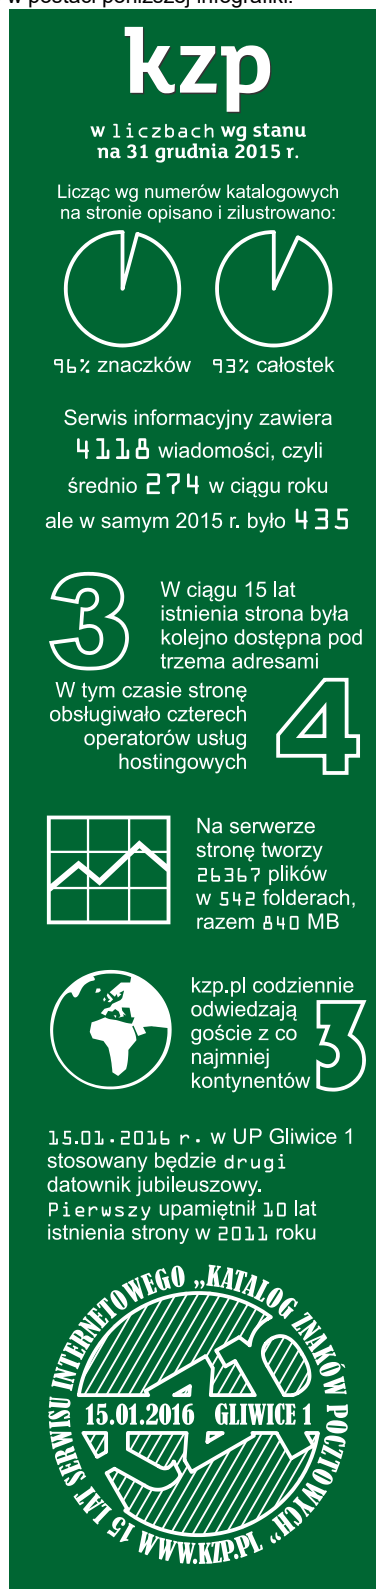 w postaci poniższej infografiki.
kzp
w liczbach wg stanu
na 31 grudnia 2015 r.
Licząc wg numerów katalogowych
na stronie opisano i zilustrowano:
96% znaczków 93% całostek
Serwis informacyjny zawiera
4118 wiadomości, czyli
średnio 274 w ciągu roku
ale w samym 2015 r. było 435
3
W ciągu 15 lat
istnienia strona była
kolejno dostępna pod
trzema adresami
W tym czasie stronę
obsługiwało czterech
operatorów usług
hostingowych
4
Na serwerze
stronę tworzy
26367 plików
w 542 folderach,
razem 840 MB
kzp.pl codziennie
odwiedzają
goście z co
najmniej
kontynentów
3
15.01.2016 r. w UP Gliwice 1
stosowany będzie drugi
datownik jubileuszowy.
Pierwszy upamiętnił 10 lat
istnienia strony w 2011 roku
15 LAT SERWISU INTERNETOWEGO „KATALOG ZNAKÓW POCZTOWYCH"
15.01.2016 GLIWICE 1
WWW.KZP.PL